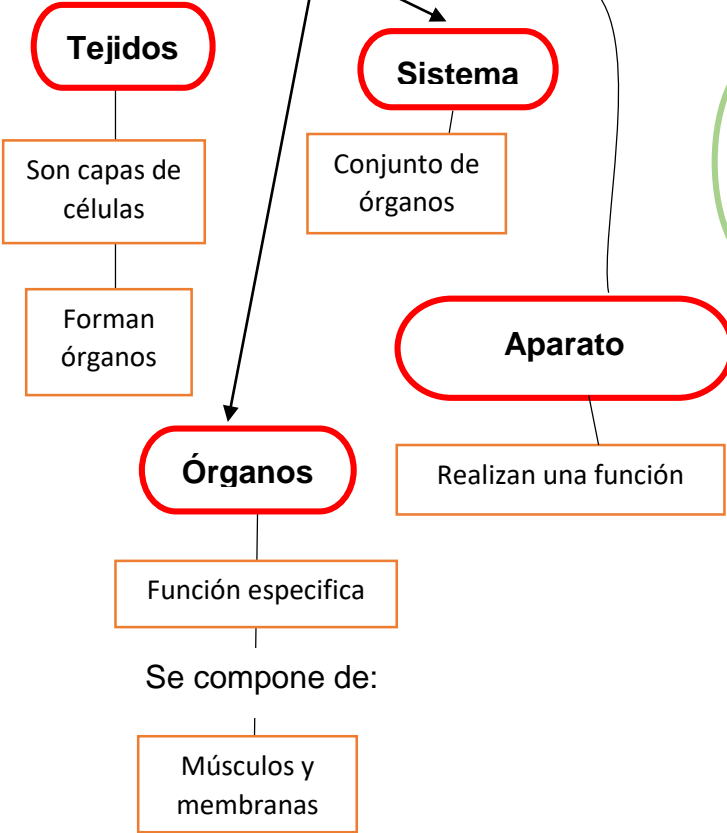 Tejidos
Son capas de
células
Forman
órganos
Sistema
Conjunto de
órganos
Aparato
Realizan una función
Órganos
Función especifica
Se compone de:
Músculos y
membranas